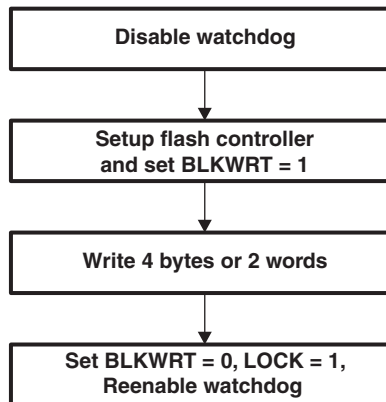 Disable watchdog
Setup flash controller
and set BLKWRT = 1
Write 4 bytes or 2 words
Set BLKWRT = 0, LOCK = 1,
Reenable watchdog